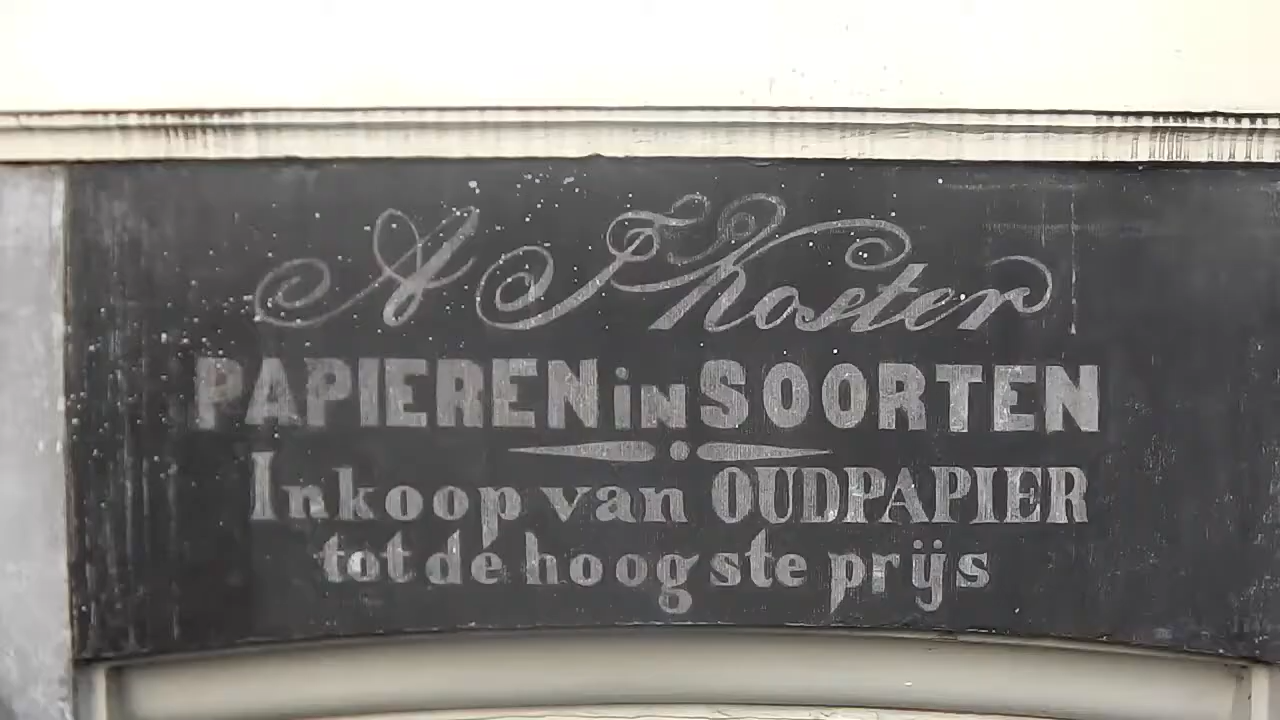 A J Koster
PAPIEREN in SOORTEN
Inkoop van OUDPAPIER
tot de hoogste prijs